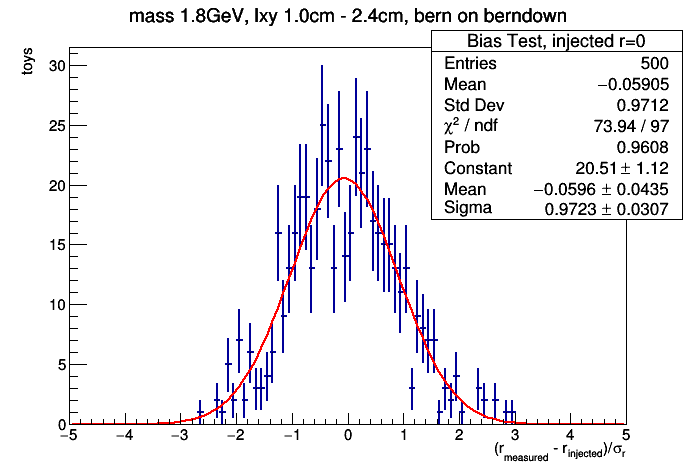 mass 1.8GeV, lxy 1.0cm - 2.4cm, bern on berndown
Bias Test, injected r=0
Entries 500
Mean −0.05905
Std Dev 0.9712
χ² / ndf 73.94 / 97
Prob 0.9608
Constant 20.51 ± 1.12
Mean −0.0596 ± 0.0435
Sigma 0.9723 ± 0.0307
toys
30
25
20
15
10
5
0
−5 −4 −3 −2 −1 0 1 2 3 4 5
(r_measured - r_injected)/σ_r